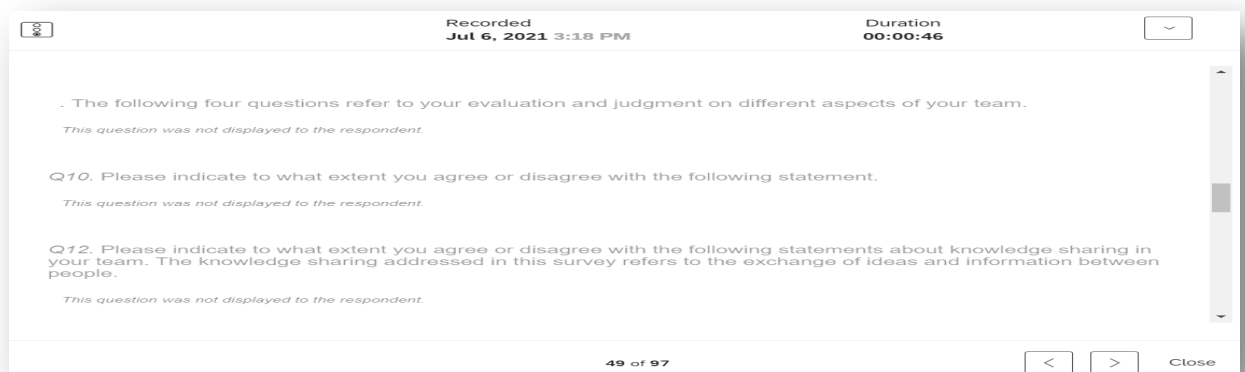 Recorded Duration
Jul 6, 2021 3:18 PM 00:00:46
. The following four questions refer to your evaluation and judgment on different aspects of your team.
This question was not displayed to the respondent.
Q10. Please indicate to what extent you agree or disagree with the following statement.
This question was not displayed to the respondent.
Q12. Please indicate to what extent you agree or disagree with the following statements about knowledge sharing in
your team. The knowledge sharing addressed in this survey refers to the exchange of ideas and information between
people.
This question was not displayed to the respondent.
49 of 97 < > Close